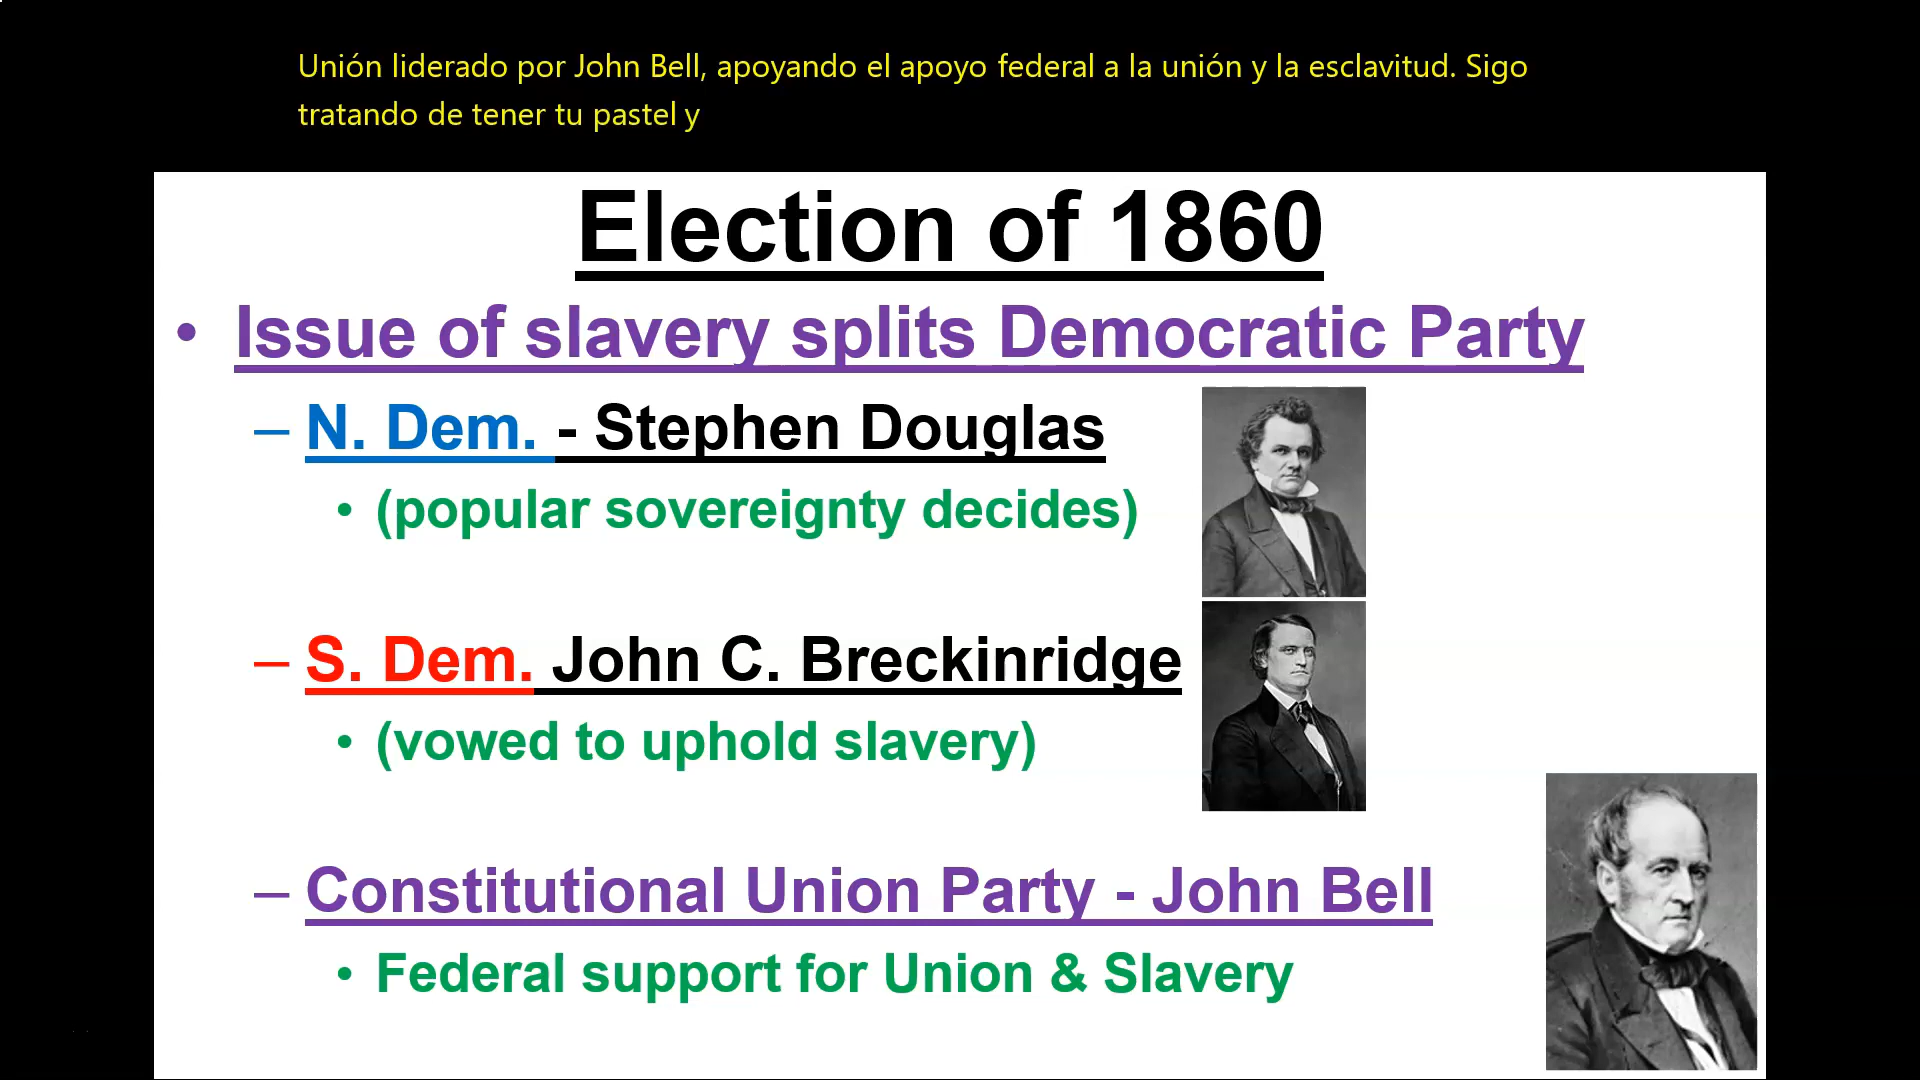 Unión liderado por John Bell, apoyando el apoyo federal a la unión y la esclavitud. Sigo
tratando de tener tu pastel y
Election of 1860
• Issue of slavery splits Democratic Party
– N. Dem. - Stephen Douglas
• (popular sovereignty decides)
– S. Dem. John C. Breckinridge
• (vowed to uphold slavery)
– Constitutional Union Party - John Bell
• Federal support for Union & Slavery